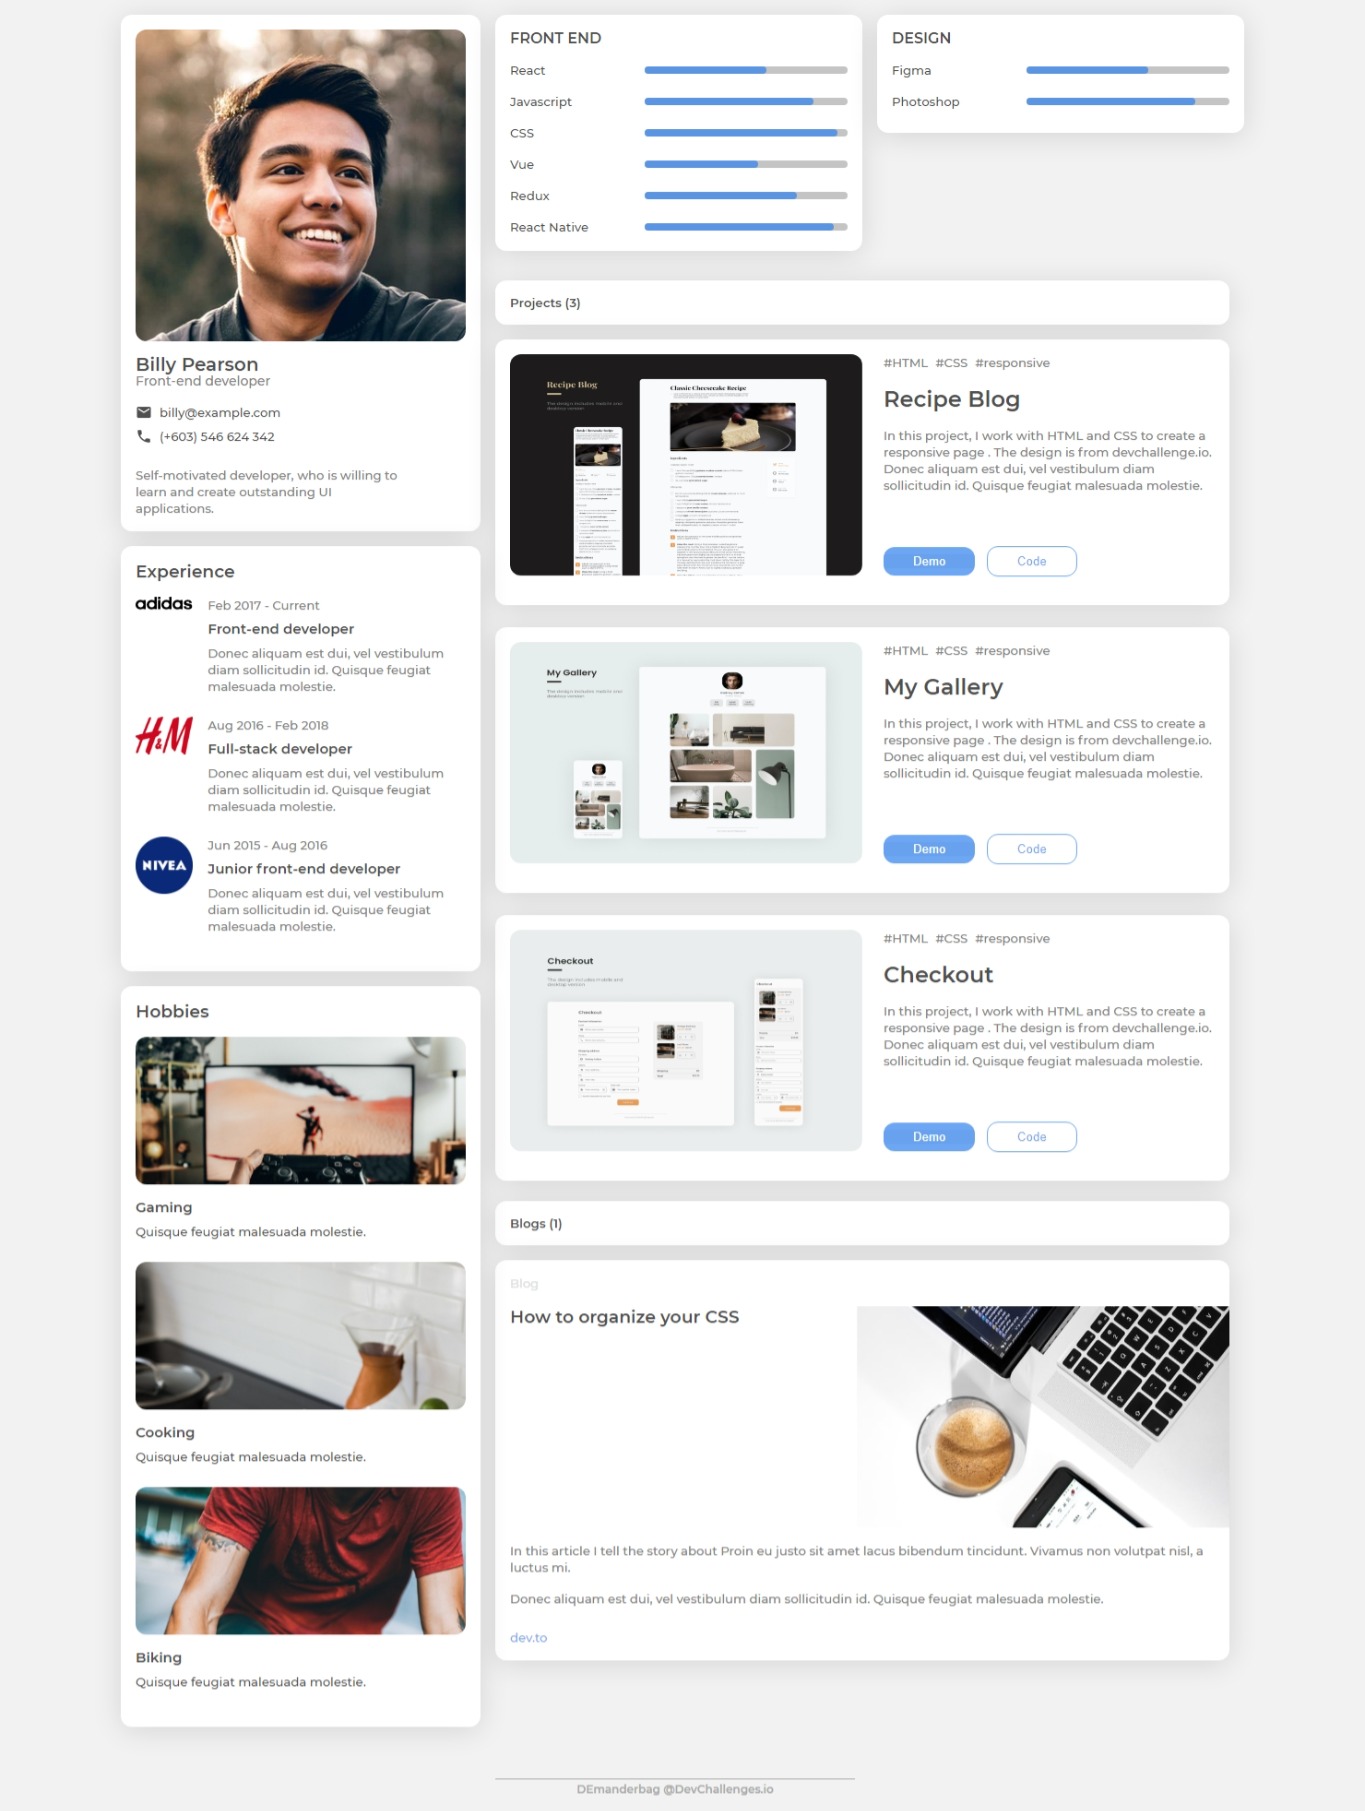 Billy Pearson
Front-end developer
billy@example.com
(+603) 546 624 342
Self-motivated developer, who is willing to
learn and create outstanding UI
applications.
Experience
adidas
Feb 2017 - Current
Front-end developer
Donec aliquam est dui, vel vestibulum
diam sollicitudin id. Quisque feugiat
malesuada molestie.
H&M
Aug 2016 - Feb 2018
Full-stack developer
Donec aliquam est dui, vel vestibulum
diam sollicitudin id. Quisque feugiat
malesuada molestie.
NIVEA
Jun 2015 - Aug 2016
Junior front-end developer
Donec aliquam est dui, vel vestibulum
diam sollicitudin id. Quisque feugiat
malesuada molestie.
Hobbies
Gaming
Quisque feugiat malesuada molestie.
Cooking
Quisque feugiat malesuada molestie.
Biking
Quisque feugiat malesuada molestie.
FRONT END
React
Javascript
CSS
Vue
Redux
React Native
DESIGN
Figma
Photoshop
Projects (3)
Recipe Blog
Classic Cheesecake Recipe
#HTML #CSS #responsive
Recipe Blog
In this project, I work with HTML and CSS to create a
responsive page . The design is from devchallenge.io.
Donec aliquam est dui, vel vestibulum diam
sollicitudin id. Quisque feugiat malesuada molestie.
Demo
Code
My Gallery
#HTML #CSS #responsive
My Gallery
In this project, I work with HTML and CSS to create a
responsive page . The design is from devchallenge.io.
Donec aliquam est dui, vel vestibulum diam
sollicitudin id. Quisque feugiat malesuada molestie.
Demo
Code
Checkout
Checkout
#HTML #CSS #responsive
Checkout
In this project, I work with HTML and CSS to create a
responsive page . The design is from devchallenge.io.
Donec aliquam est dui, vel vestibulum diam
sollicitudin id. Quisque feugiat malesuada molestie.
Demo
Code
Blogs (1)
Blog
How to organize your CSS
In this article I tell the story about Proin eu justo sit amet lacus bibendum tincidunt. Vivamus non volutpat nisl, a
luctus mi.
Donec aliquam est dui, vel vestibulum diam sollicitudin id. Quisque feugiat malesuada molestie.
dev.to
DEmanderbag @DevChallenges.io